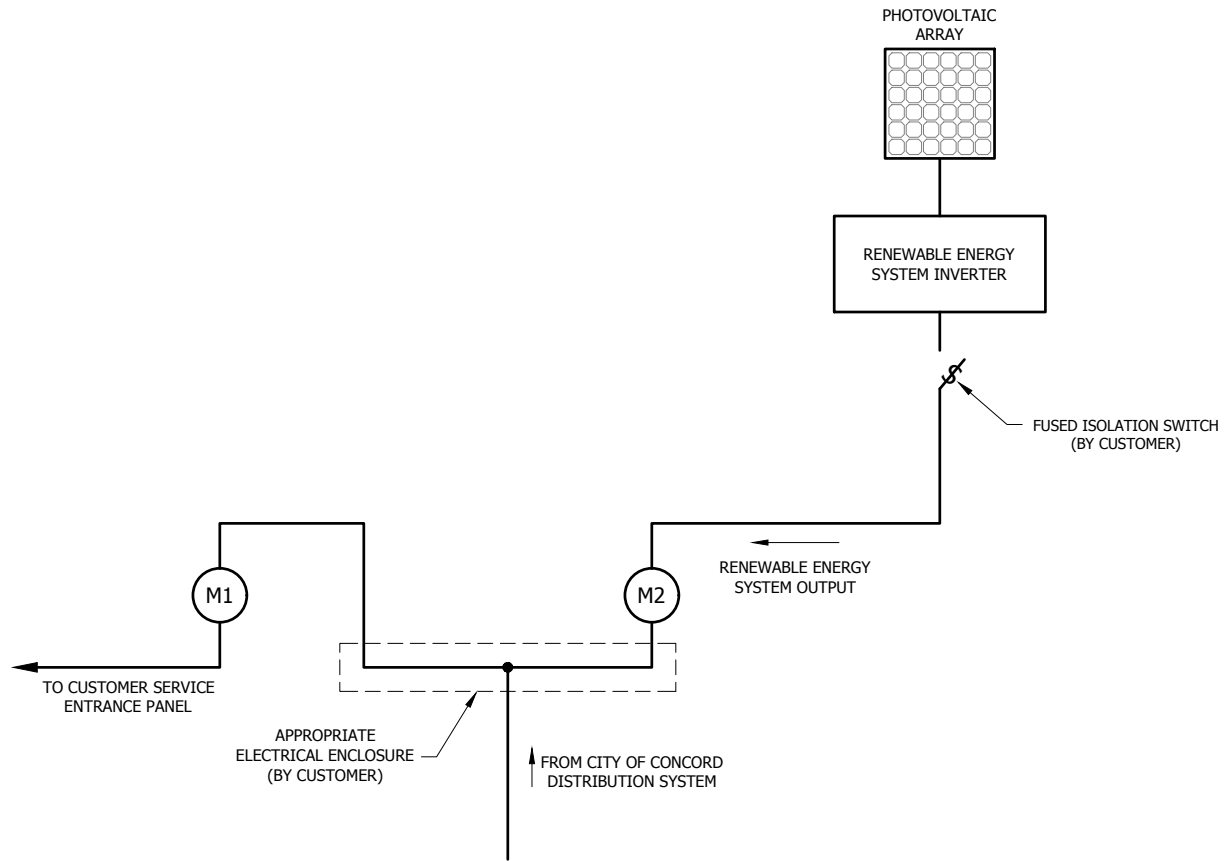 PHOTOVOLTAIC
ARRAY
RENEWABLE ENERGY
SYSTEM INVERTER
FUSED ISOLATION SWITCH
(BY CUSTOMER)
RENEWABLE ENERGY
SYSTEM OUTPUT
M1
M2
TO CUSTOMER SERVICE
ENTRANCE PANEL
APPROPRIATE
ELECTRICAL ENCLOSURE
(BY CUSTOMER)
FROM CITY OF CONCORD
DISTRIBUTION SYSTEM